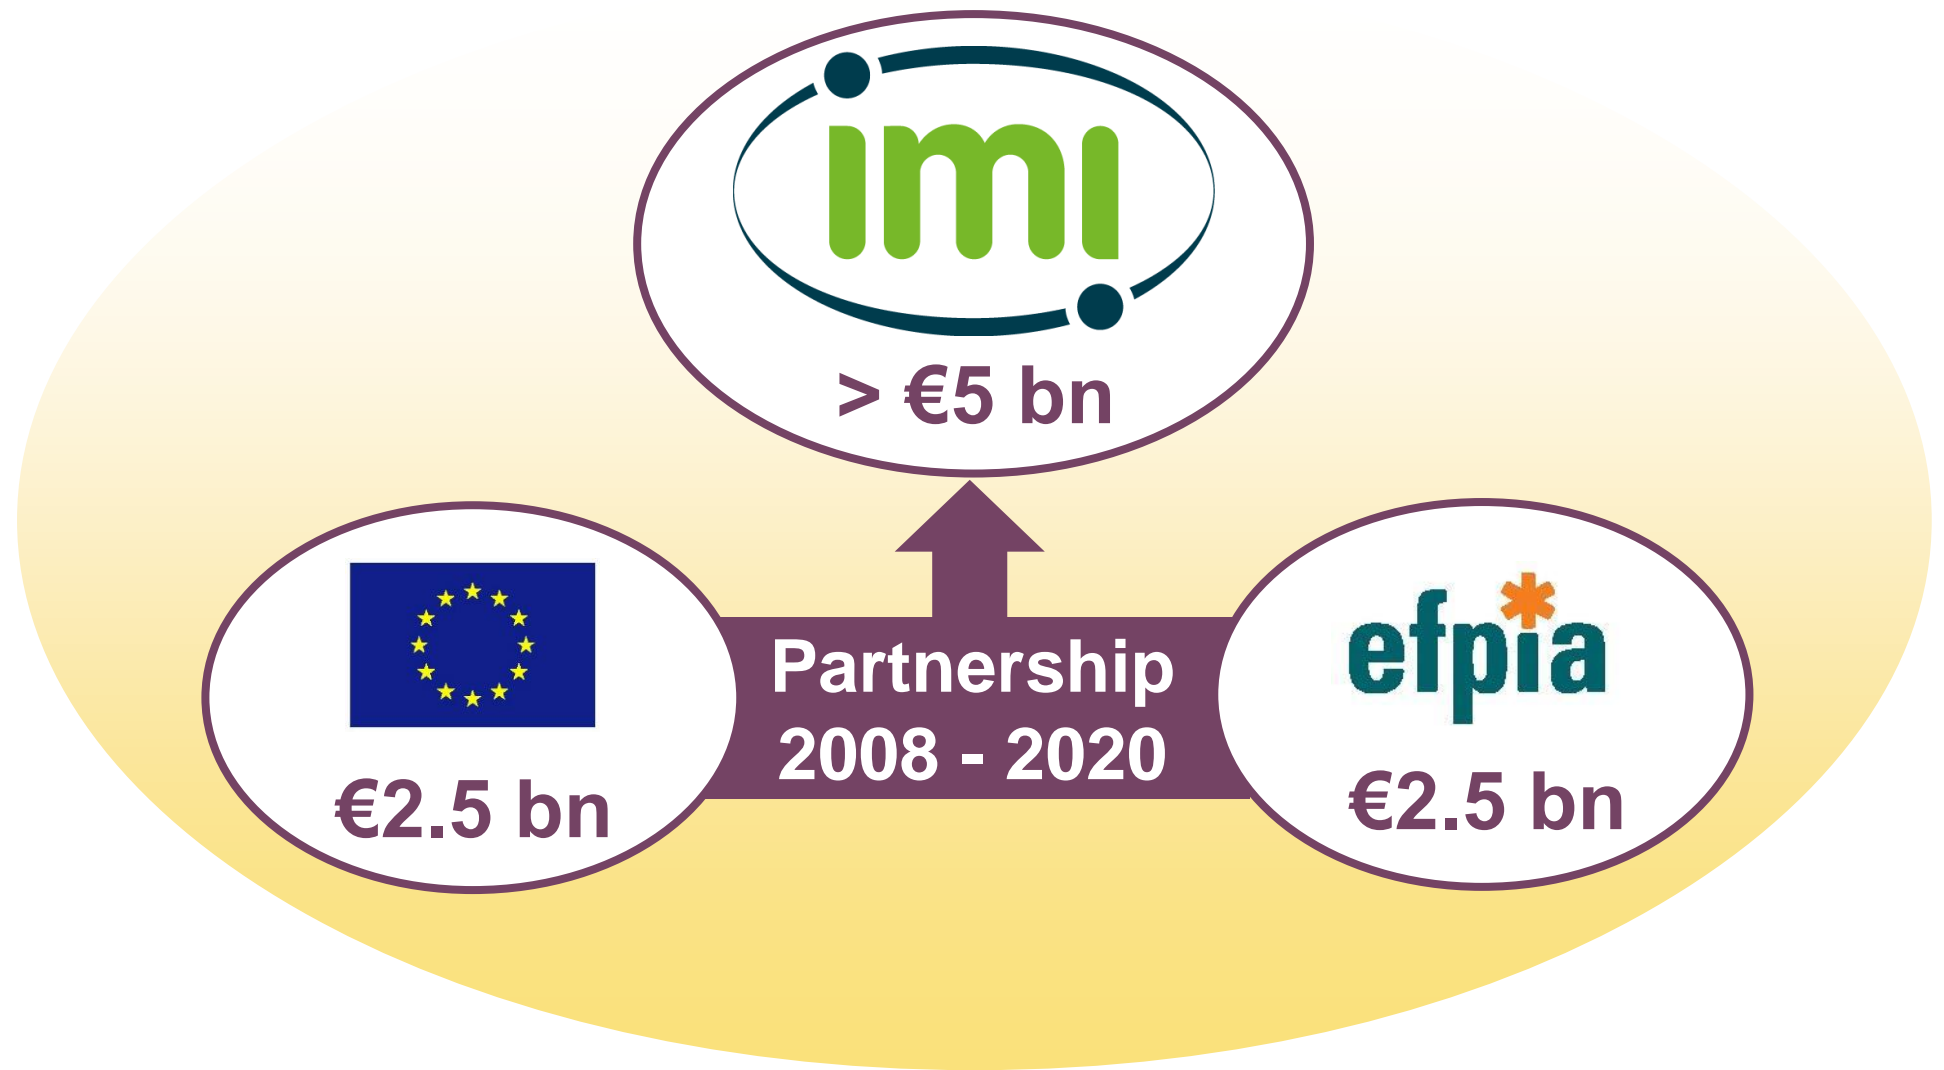 imi
> €5 bn
Partnership
2008 - 2020
€2.5 bn
efpia
€2.5 bn